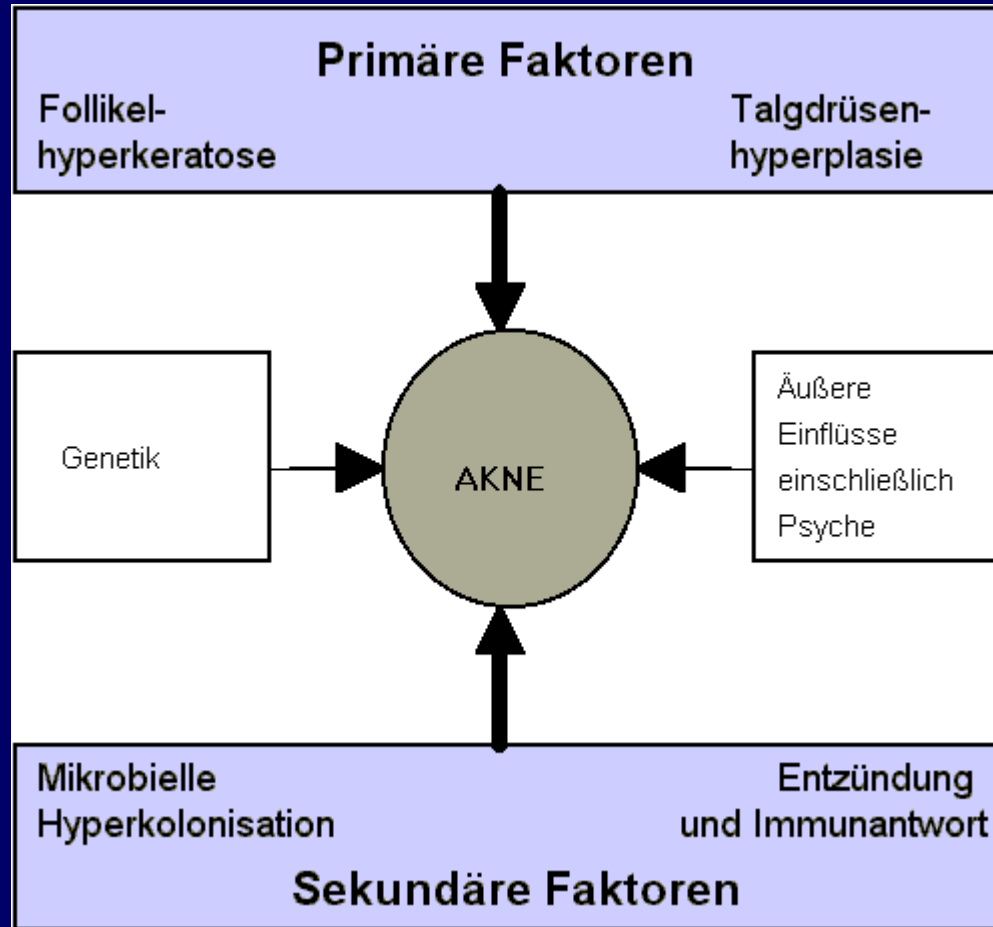 Primäre Faktoren
Follikel-
hyperkeratose
Talgdrüsen-
hyperplasie
Genetik
AKNE
Äußere
Einflüsse
einschließlich
Psyche
Mikrobielle
Hyperkolonisation
Entzündung
und Immunantwort
Sekundäre Faktoren